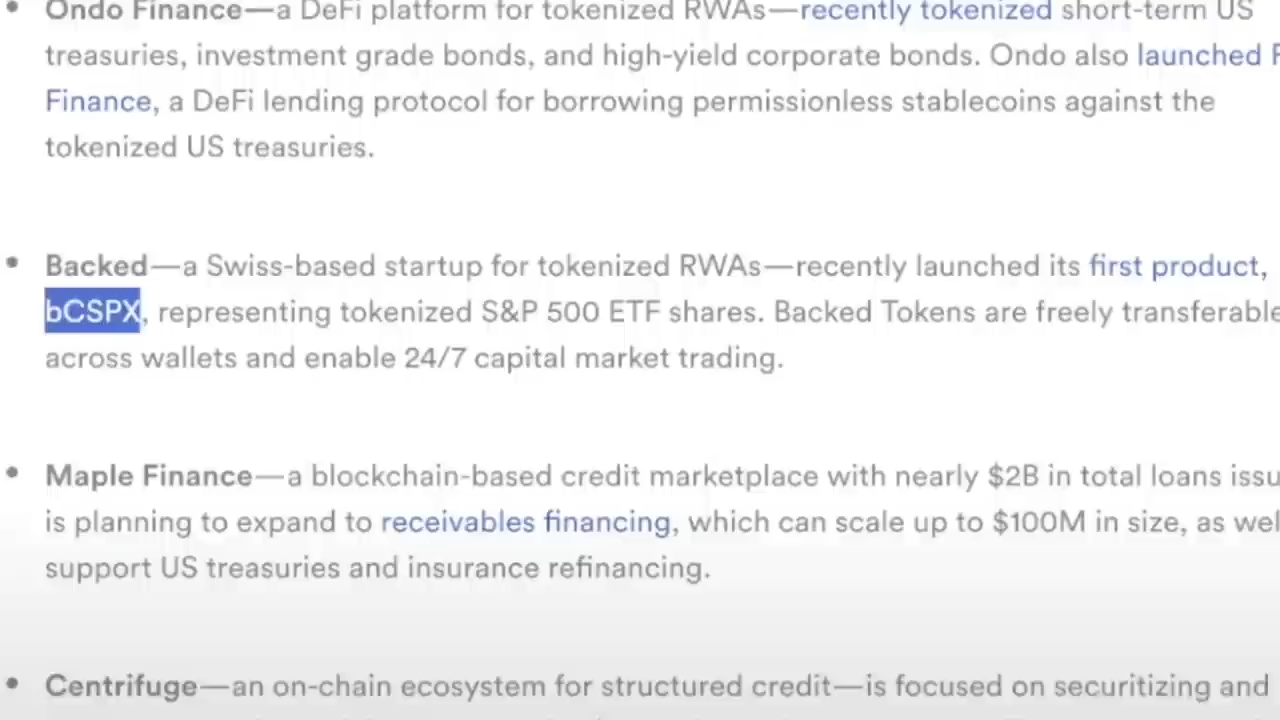 • Ondo Finance—a DeFi platform for tokenized RWAs—recently tokenized short-term US
treasuries, investment grade bonds, and high-yield corporate bonds. Ondo also launched
Finance, a DeFi lending protocol for borrowing permissionless stablecoins against the
tokenized US treasuries.
• Backed—a Swiss-based startup for tokenized RWAs—recently launched its first product,
bCSPX, representing tokenized S&P 500 ETF shares. Backed Tokens are freely transferable
across wallets and enable 24/7 capital market trading.
• Maple Finance—a blockchain-based credit marketplace with nearly $2B in total loans issu
is planning to expand to receivables financing, which can scale up to $100M in size, as well
support US treasuries and insurance refinancing.
• Centrifuge—an on-chain ecosystem for structured credit—is focused on securitizing and